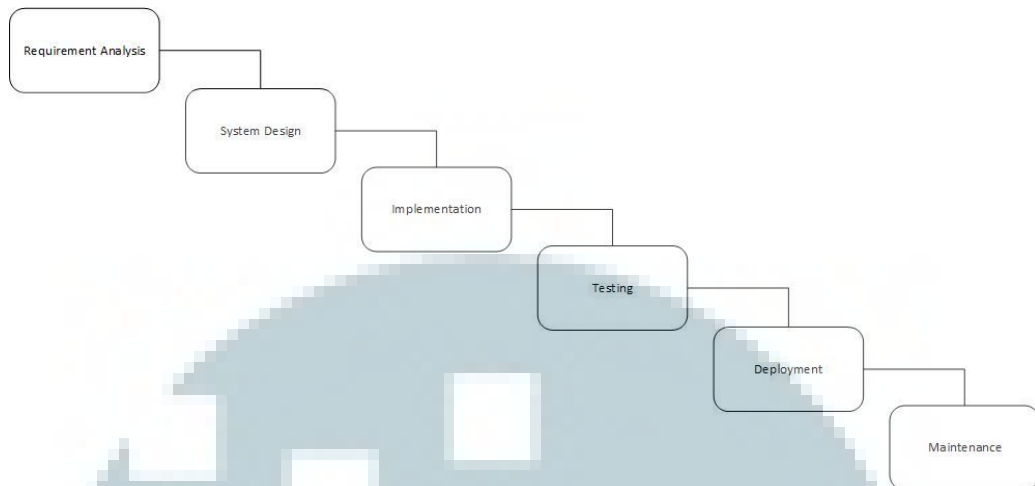 Requirement Analysis
System Design
Implementation
Testing
Deployment
Maintenance